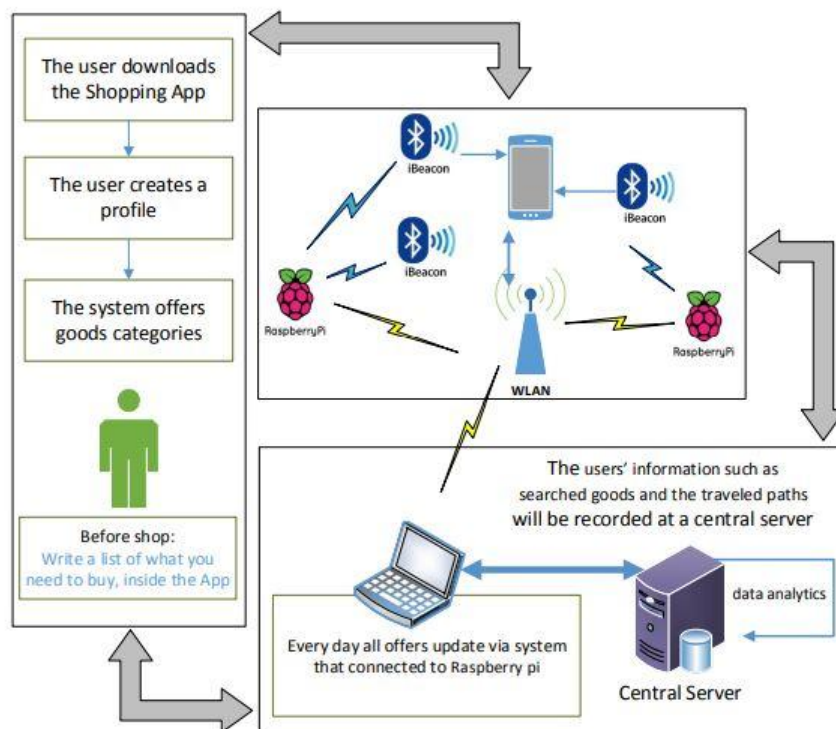 The user downloads
the Shopping App
The user creates a
profile
The system offers
goods categories
Before shop:
Write a list of what you
need to buy, inside the App
iBeacon
iBeacon
iBeacon
RaspberryPi
RaspberryPi
WLAN
The users’ information such as
searched goods and the traveled paths
will be recorded at a central server
data analytics
Every day all offers update via system
that connected to Raspberry pi
Central Server